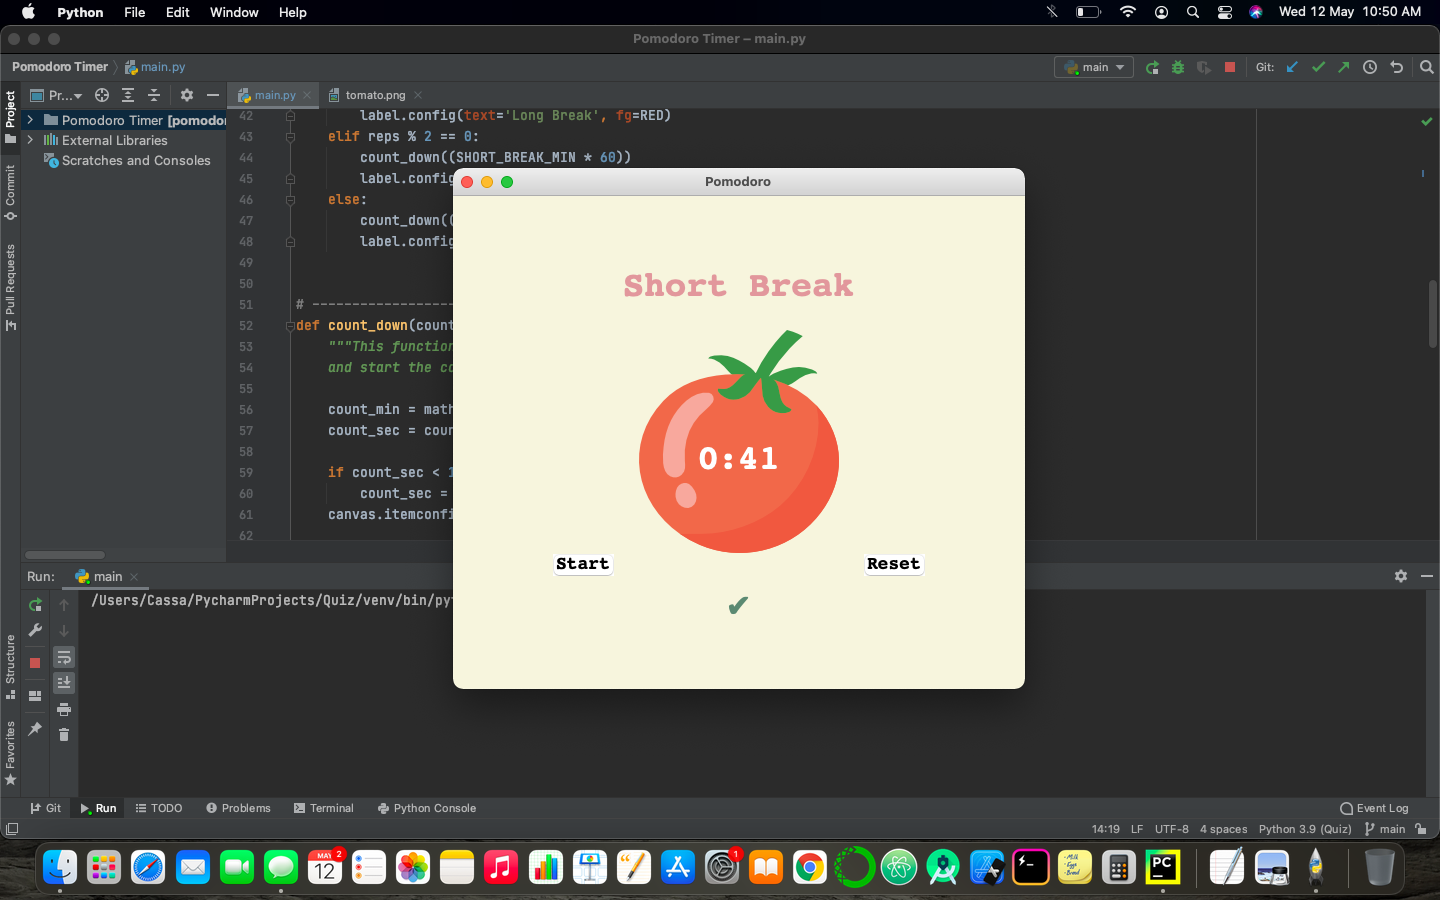 Python File Edit Window Help Wed 12 May 10:50 AM
Pomodoro Timer – main.py
Pomodoro Timer main.py main Git:
Project Pr... main.py tomato.png
Pomodoro Timer [pomodo
External Libraries
Scratches and Consoles
Commit
Pull Requests
42 label.config(text='Long Break', fg=RED)
43 elif reps % 2 == 0:
44 count_down((SHORT_BREAK_MIN * 60))
45 label.config
46 else:
47 count_down((
48 label.config
49
50
51 # ------------------
52 def count_down(count
53 """This function
54 and start the co
55
56 count_min = math
57 count_sec = coun
58
59 if count_sec < 1
60 count_sec =
61 canvas.itemconfi
62
Pomodoro
Short Break
0:41
Start Reset
✔
Run: main
/Users/Cassa/PycharmProjects/Quiz/venv/bin/pyt
Structure
Favorites
Git Run TODO Problems Terminal Python Console Event Log
14:19 LF UTF-8 4 spaces Python 3.9 (Quiz) main
MAY 2
12
1
PC